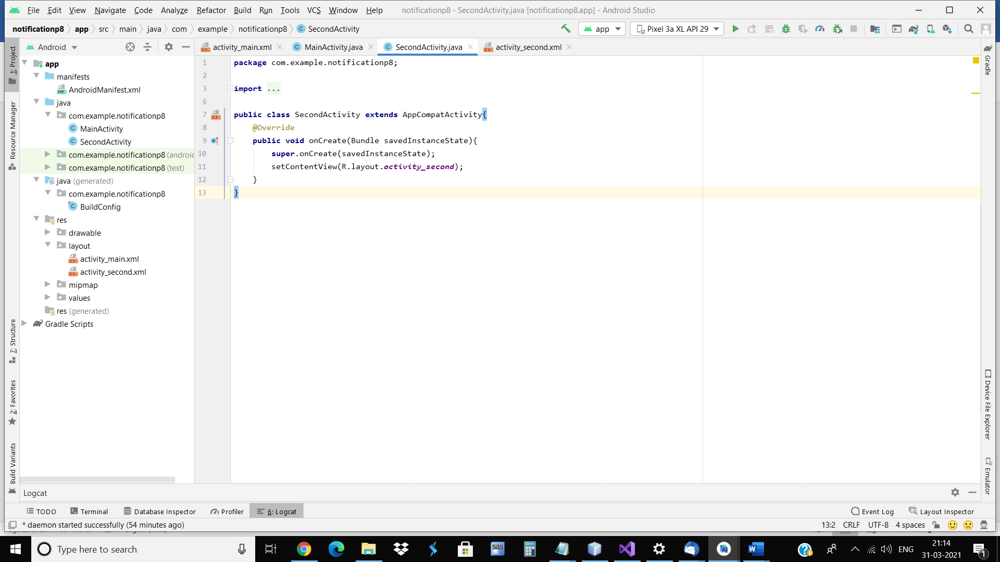 File Edit View Navigate Code Analyze Refactor Build Run Tools VCS Window Help notificationp8 - SecondActivity.java [notificationp8.app] - Android Studio
notificationp8 app src main java com example notificationp8 SecondActivity app Pixel 3a XL API 29
Android
activity_main.xml MainActivity.java SecondActivity.java activity_second.xml
1: Project
Resource Manager
7: Structure
2: Favorites
Build Variants
app
manifests
AndroidManifest.xml
java
com.example.notificationp8
MainActivity
SecondActivity
com.example.notificationp8 (androi
com.example.notificationp8 (test)
java (generated)
com.example.notificationp8
BuildConfig
res
drawable
layout
activity_main.xml
activity_second.xml
mipmap
values
res (generated)
Gradle Scripts
1 package com.example.notificationp8;
2
3 import ...
6
7 public class SecondActivity extends AppCompatActivity{
8 @Override
9 public void onCreate(Bundle savedInstanceState){
10 super.onCreate(savedInstanceState);
11 setContentView(R.layout.activity_second);
12 }
13 }
Gradle
Device File Explorer
Emulator
Logcat
TODO Terminal Database Inspector Profiler 6: Logcat Event Log Layout Inspector
* daemon started successfully (54 minutes ago) 13:2 CRLF UTF-8 4 spaces
Type here to search
sas
W
ENG
21:14
31-03-2021
1